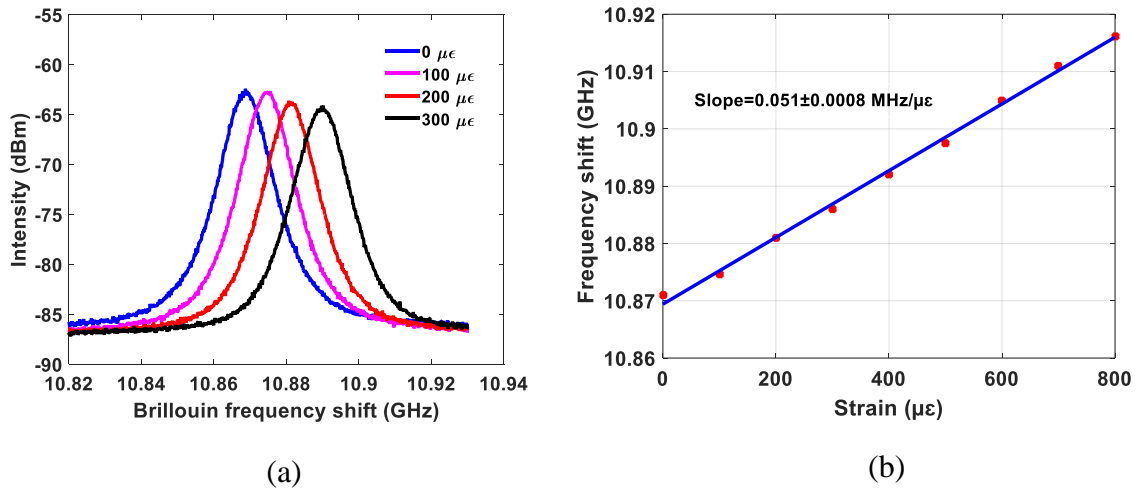 -55
-60
-65
-70
-75
-80
-85
-90
Intensity (dBm)
0 με
100 με
200 με
300 με
10.82 10.84 10.86 10.88 10.9 10.92 10.94
Brillouin frequency shift (GHz)
(a)
10.92
10.91
10.9
10.89
10.88
10.87
10.86
Frequency shift (GHz)
Slope=0.051±0.0008 MHz/με
0 200 400 600 800
Strain (με)
(b)